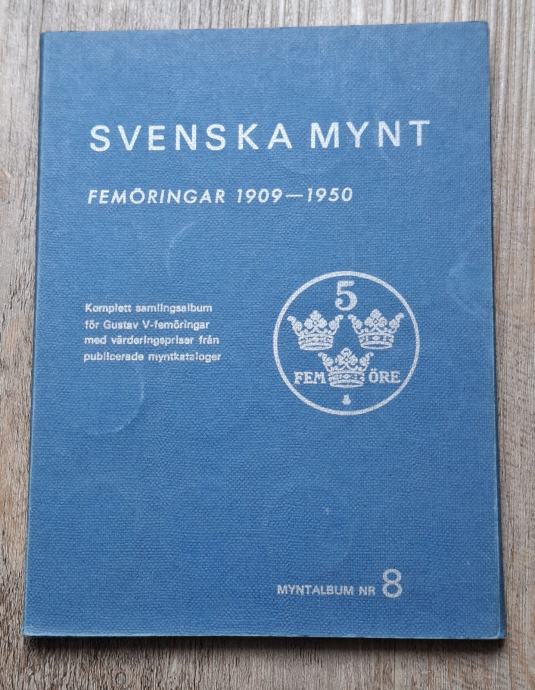 SVENSKA MYNT
FEMÖRINGAR 1909—1950
Komplett samlingsalbum
för Gustav V-femöringar
med värderingspriser från
publicerade myntkataloger
5
FEM ÖRE
MYNTALBUM NR 8